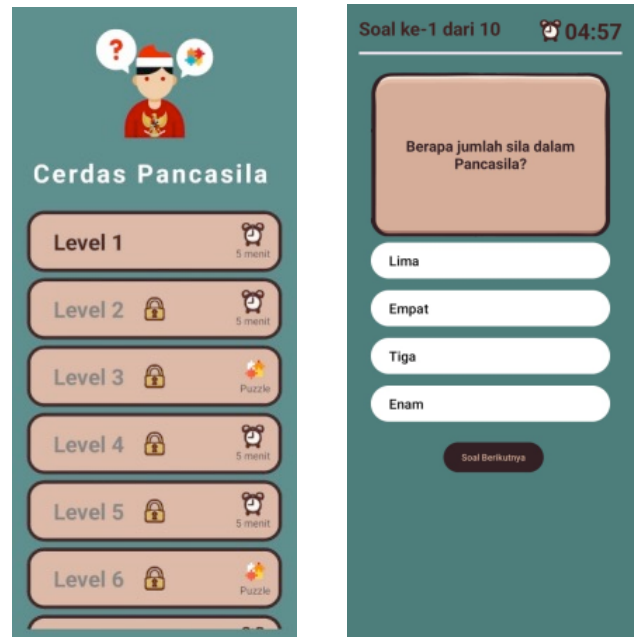 ?
Cerdas Pancasila
Level 1
5 menit
Level 2
5 menit
Level 3
Puzzle
Level 4
5 menit
Level 5
5 menit
Level 6
Puzzle
Soal ke-1 dari 10
04:57
Berapa jumlah sila dalam
Pancasila?
Lima
Empat
Tiga
Enam
Soal Berikutnya